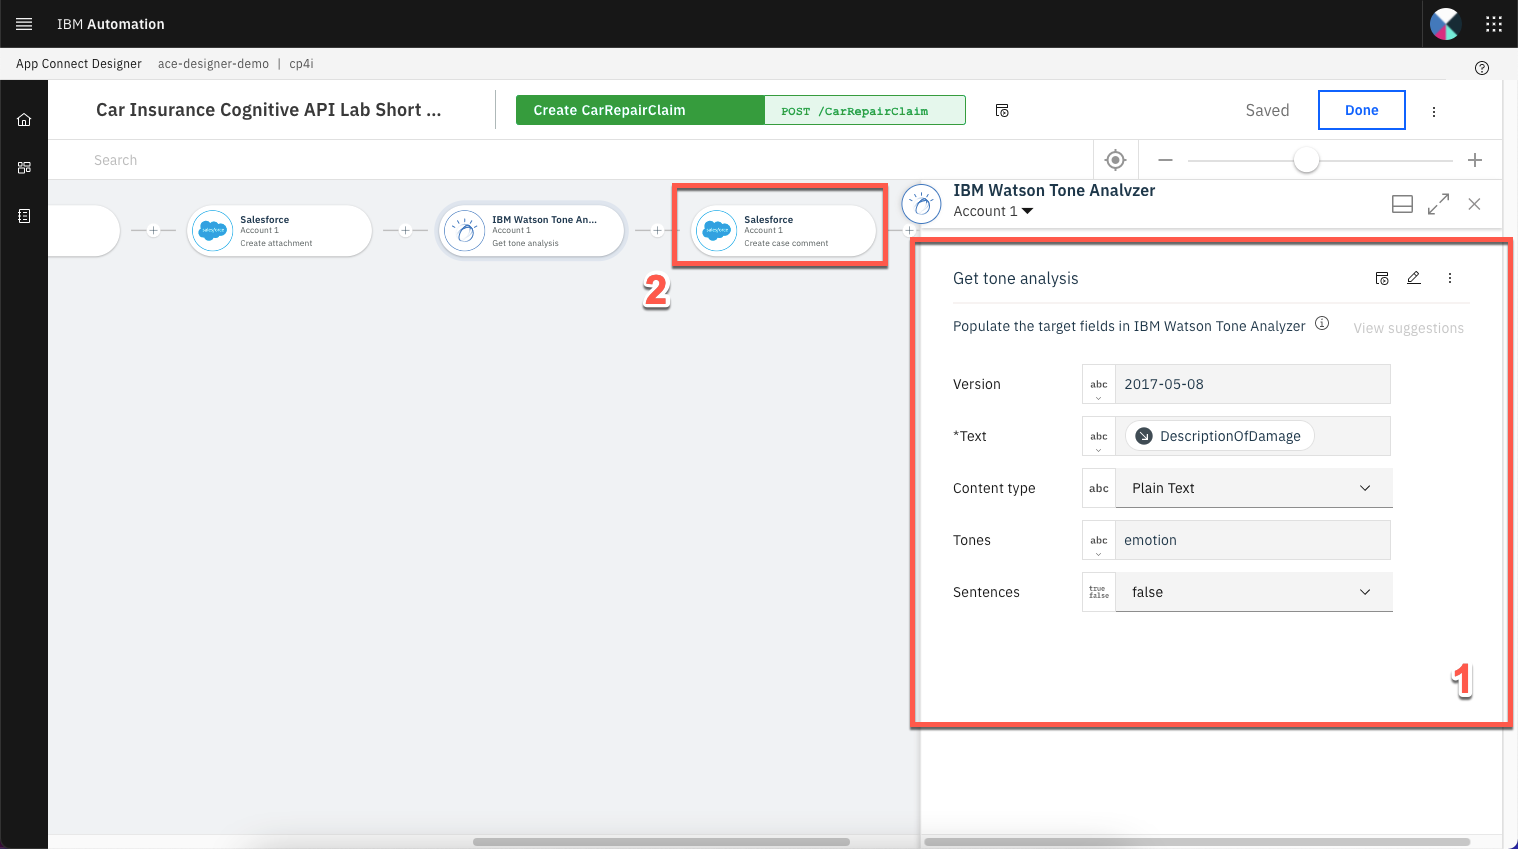 IBM Automation
App Connect Designer ace-designer-demo | cp4i
Car Insurance Cognitive API Lab Short ...
Create CarRepairClaim
POST /CarRepairClaim
Saved
Done
Search
Salesforce
Account 1
Create attachment
IBM Watson Tone An...
Account 1
Get tone analysis
Salesforce
Account 1
Create case comment
2
IBM Watson Tone Analyzer
Account 1
Get tone analysis
Populate the target fields in IBM Watson Tone Analyzer
View suggestions
Version abc 2017-05-08
*Text abc DescriptionOfDamage
Content type abc Plain Text
Tones abc emotion
Sentences true false false
1